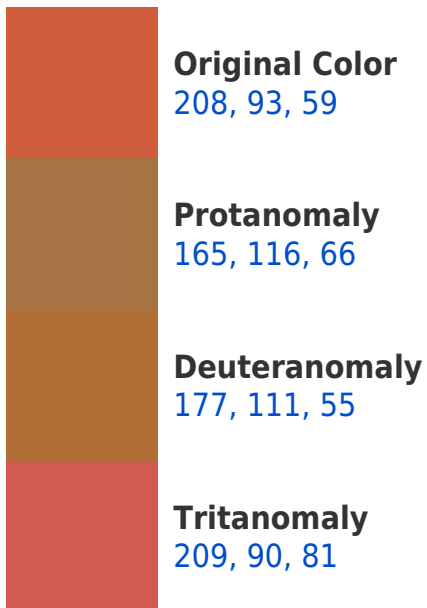 Original Color
208, 93, 59
Protanomaly
165, 116, 66
Deuteranomaly
177, 111, 55
Tritanomaly
209, 90, 81